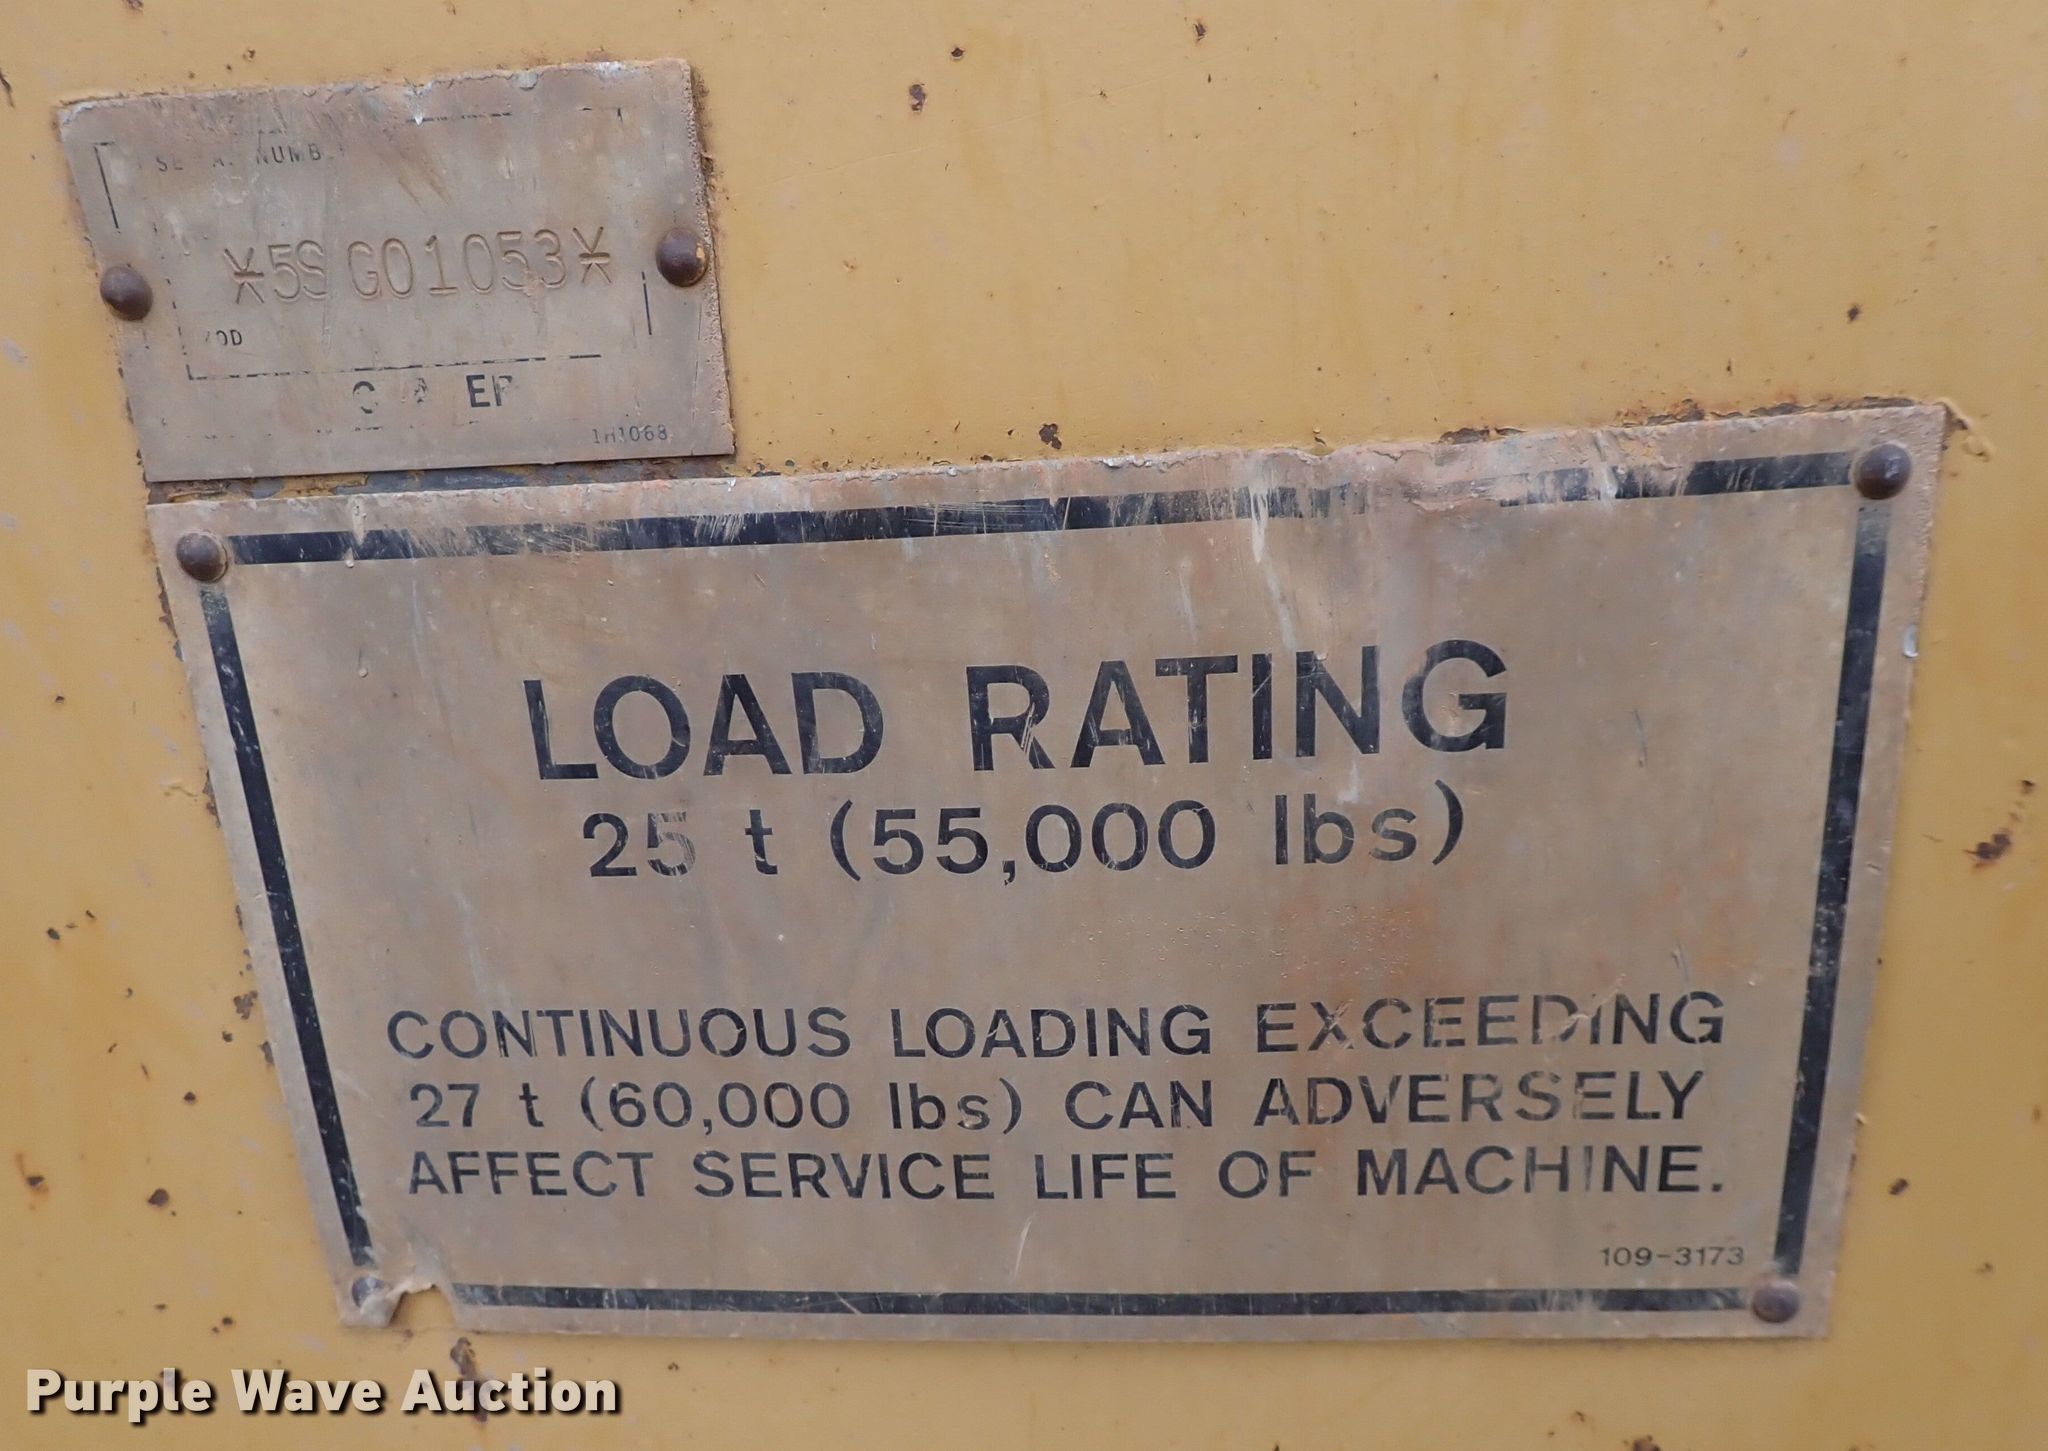 *5SG01053*
1H1068
LOAD RATING
25 t (55,000 lbs)
CONTINUOUS LOADING EXCEEDING
27 t (60,000 lbs) CAN ADVERSELY
AFFECT SERVICE LIFE OF MACHINE.
109-3173
Purple Wave Auction